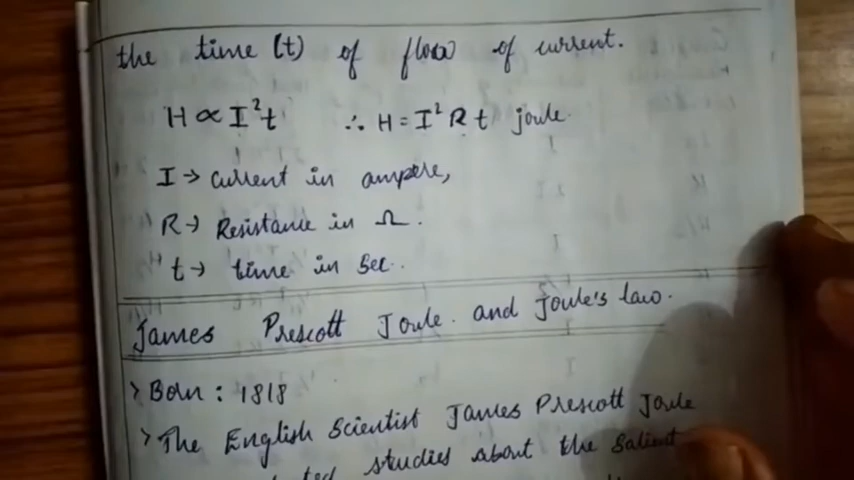 the time (t) of flow of current.
H ∝ I²t ∴ H = I² R t joule.
I → current in ampere,
R → Resistance in Ω.
t → time in Sec.
James Prescott Joule. and Joule's law.
> Born : 1818
> The English Scientist James Prescott Joule
studies about the Salient